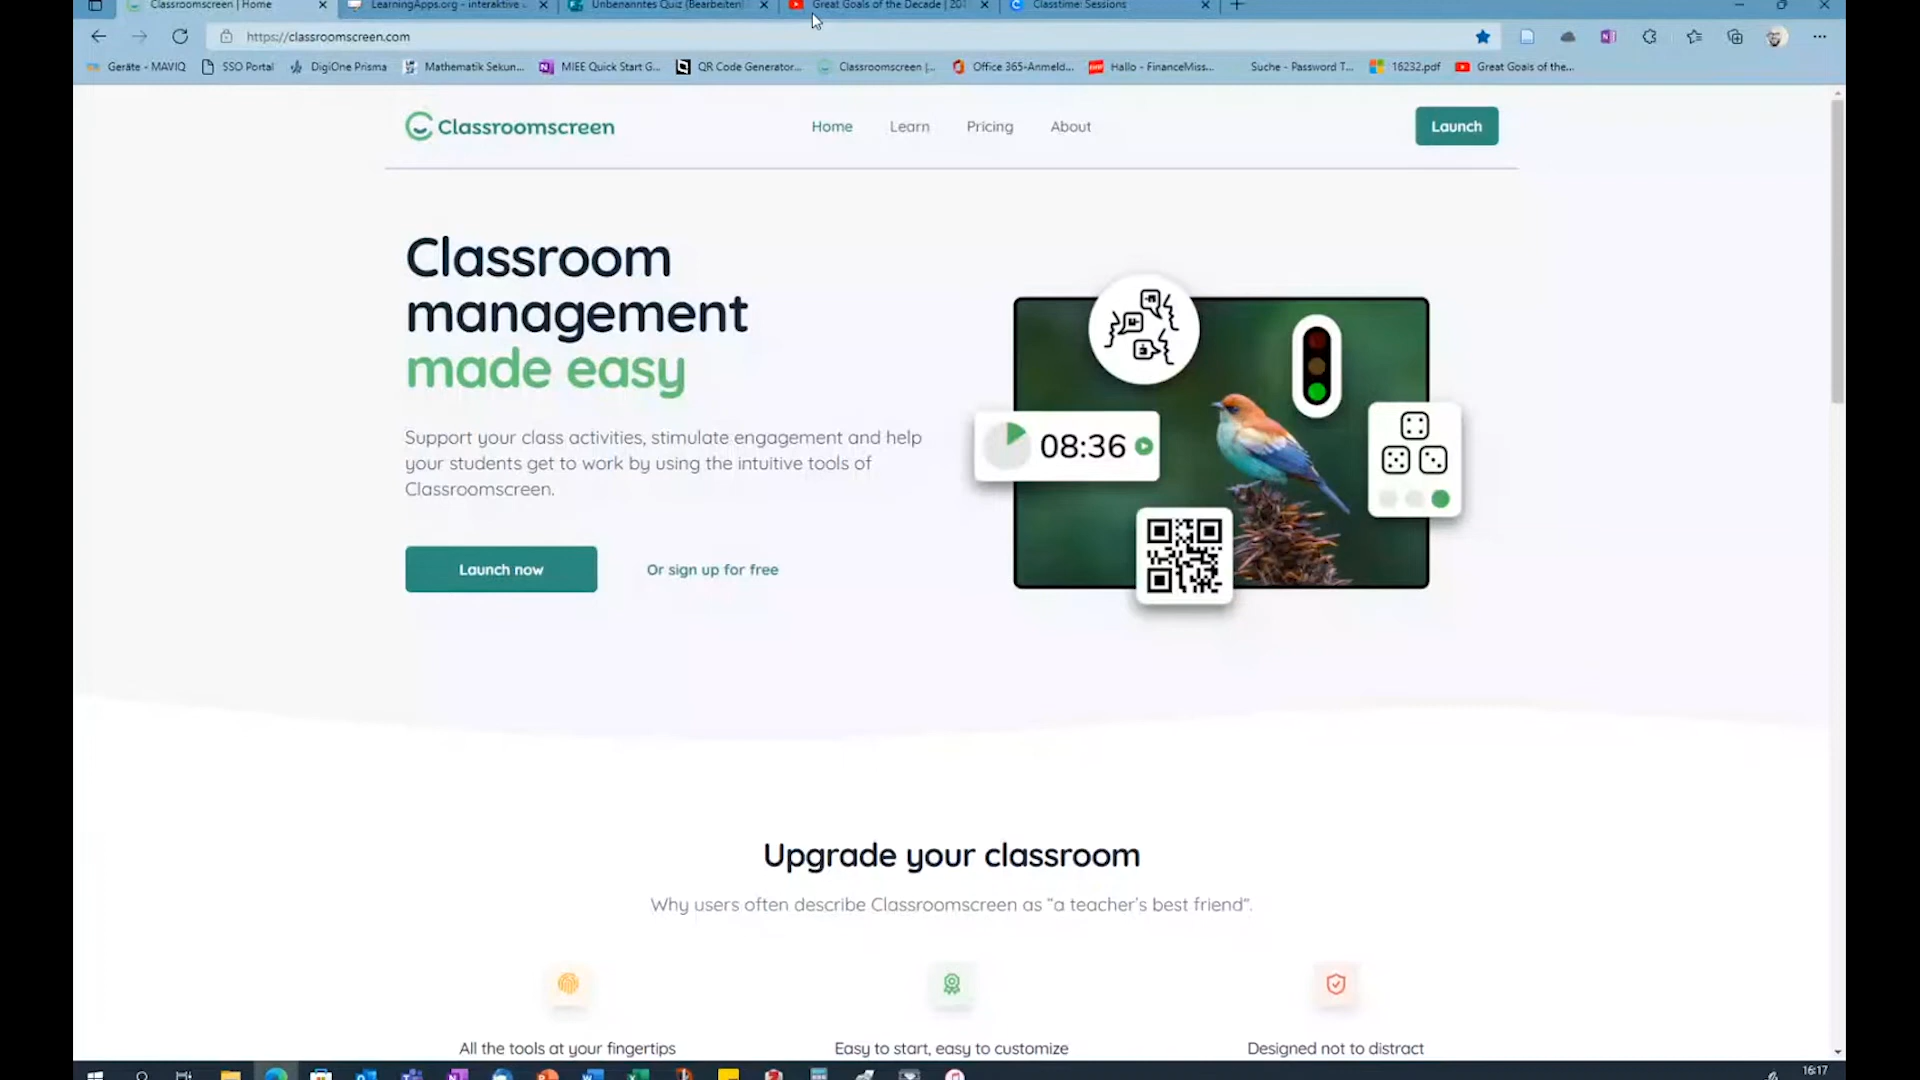 Classroomscreen | Home
LearningApps.org - interaktive
Unbenanntes Quiz (Bearbeiten)
Great Goals of the Decade | 201
Classtime: Sessions
https://classroomscreen.com
Geräte - MAVIQ
SSO Portal
DigiOne Prisma
Mathematik Sekun...
MIEE Quick Start G...
QR Code Generator...
Classroomscreen |...
Office 365-Anmeld...
Hallo - FinanceMiss...
Suche - Password T...
16232.pdf
Great Goals of the...
Classroomscreen
Home
Learn
Pricing
About
Launch
Classroom
management
made easy
Support your class activities, stimulate engagement and help
your students get to work by using the intuitive tools of
Classroomscreen.
Launch now
Or sign up for free
08:36
Upgrade your classroom
Why users often describe Classroomscreen as "a teacher's best friend".
All the tools at your fingertips
Easy to start, easy to customize
Designed not to distract
16:17